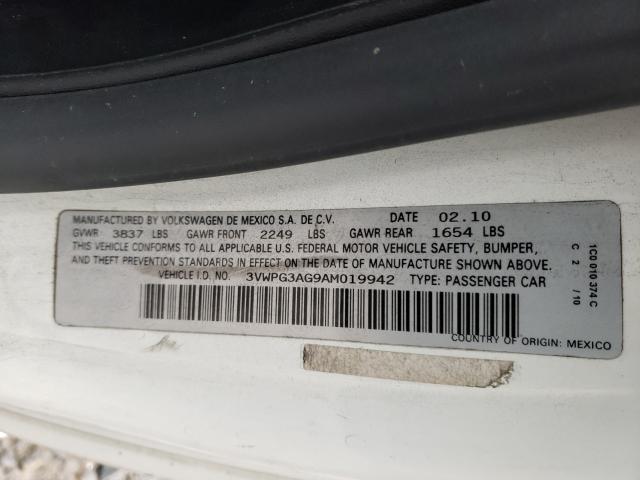 MANUFACTURED BY VOLKSWAGEN DE MEXICO S.A. DE C.V. DATE 02.10
GVWR 3837 LBS GAWR FRONT 2249 LBS GAWR REAR 1654 LBS
THIS VEHICLE CONFORMS TO ALL APPLICABLE U.S. FEDERAL MOTOR VEHICLE SAFETY, BUMPER,
AND THEFT PREVENTION STANDARDS IN EFFECT ON THE DATE OF MANUFACTURE SHOWN ABOVE.
VEHICLE I.D. NO. 3VWPG3AG9AM019942 TYPE: PASSENGER CAR
COUNTRY OF ORIGIN: MEXICO
1C0 010 374 C
C 2 /10